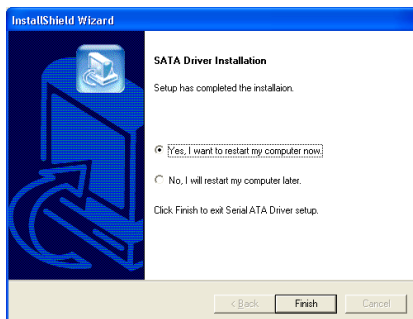 InstallShield Wizard
SATA Driver Installation
Setup has completed the installaion.
Yes, I want to restart my computer now.
No, I will restart my computer later.
Click Finish to exit Serial ATA Driver setup.
< Back
Finish
Cancel